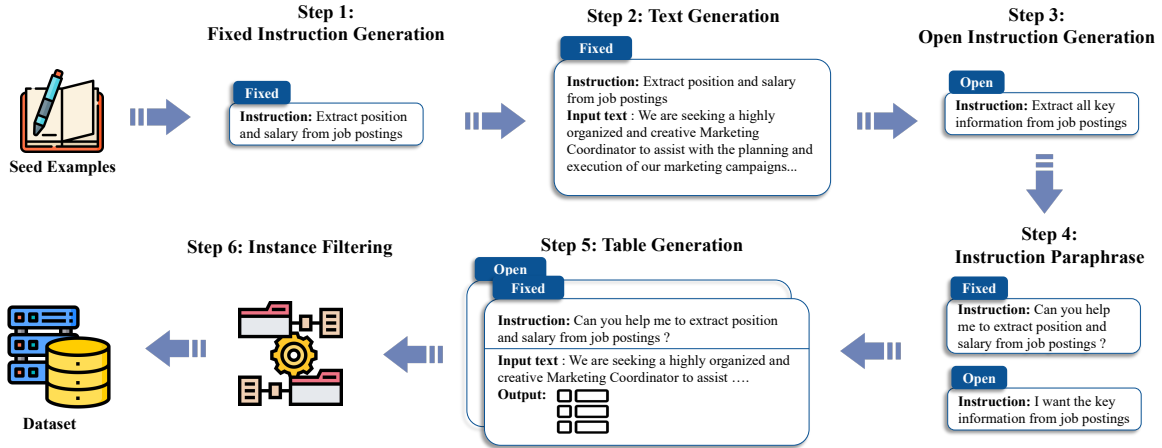 Step 1:
Fixed Instruction Generation
Seed Examples
Fixed
Instruction: Extract position
and salary from job postings
Step 2: Text Generation
Fixed
Instruction: Extract position and salary
from job postings
Input text : We are seeking a highly
organized and creative Marketing
Coordinator to assist with the planning and
execution of our marketing campaigns...
Step 3:
Open Instruction Generation
Open
Instruction: Extract all key
information from job postings
Step 4:
Instruction Paraphrase
Fixed
Instruction: Can you help
me to extract position and
salary from job postings ?
Open
Instruction: I want the key
information from job postings
Step 5: Table Generation
Open
Fixed
Instruction: Can you help me to extract position
and salary from job postings ?
Input text : We are seeking a highly organized and
creative Marketing Coordinator to assist ….
Output:
Step 6: Instance Filtering
Dataset